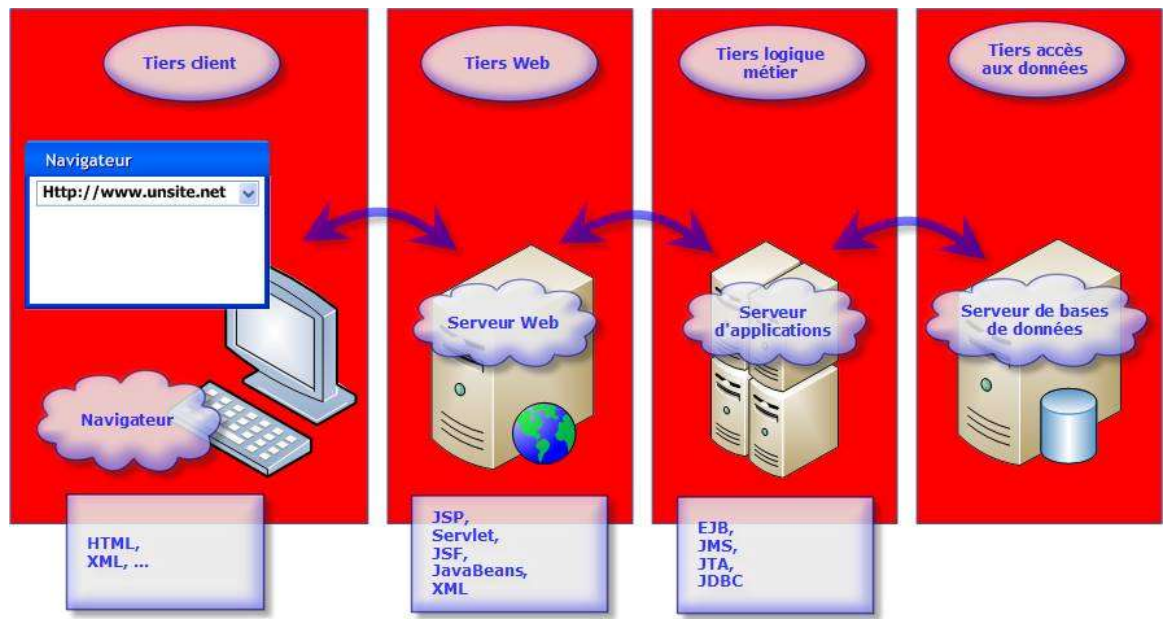 Tiers client
Tiers Web
Tiers logique
métier
Tiers accès
aux données
Navigateur
Http://www.unsite.net
Serveur Web
Serveur
d'applications
Serveur de bases
de données
Navigateur
HTML,
XML, ...
JSP,
Servlet,
JSF,
JavaBeans,
XML
EJB,
JMS,
JTA,
JDBC